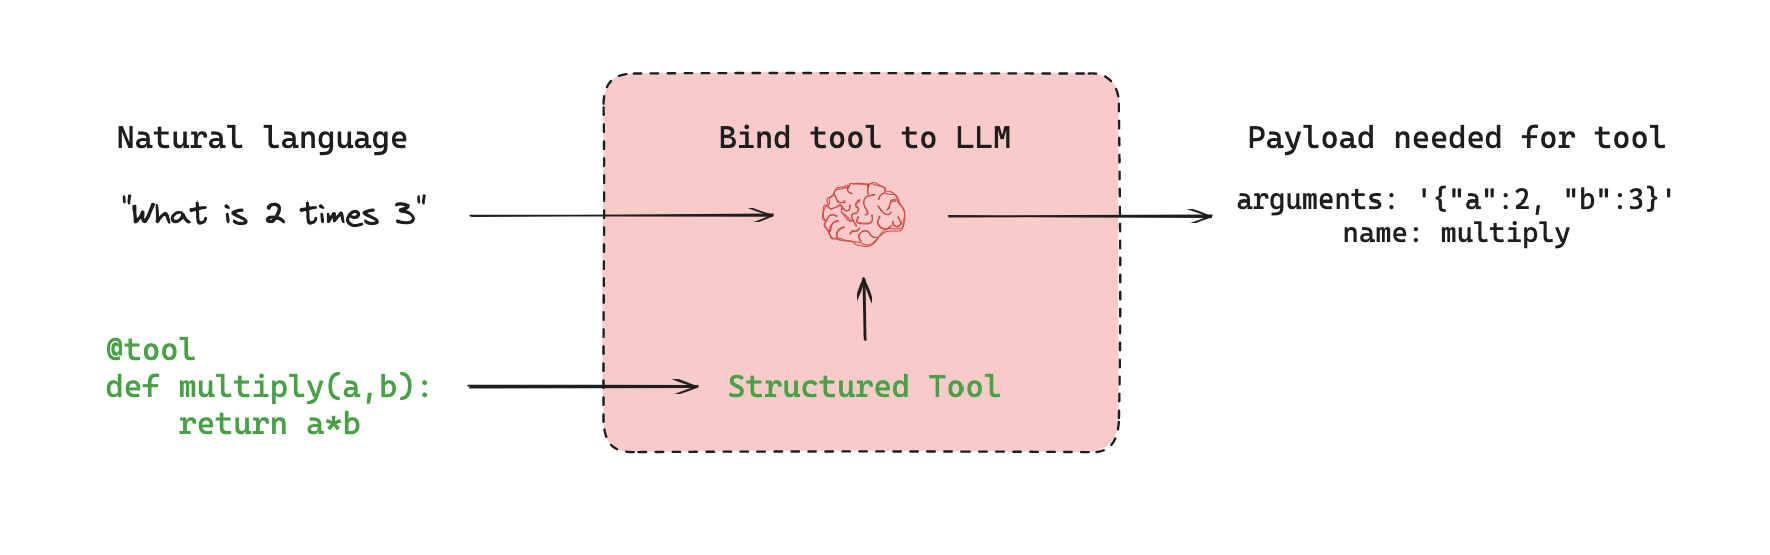 Natural language
"What is 2 times 3"
@tool
def multiply(a,b):
    return a*b
Bind tool to LLM
Structured Tool
Payload needed for tool
arguments: '{"a":2, "b":3}'
name: multiply